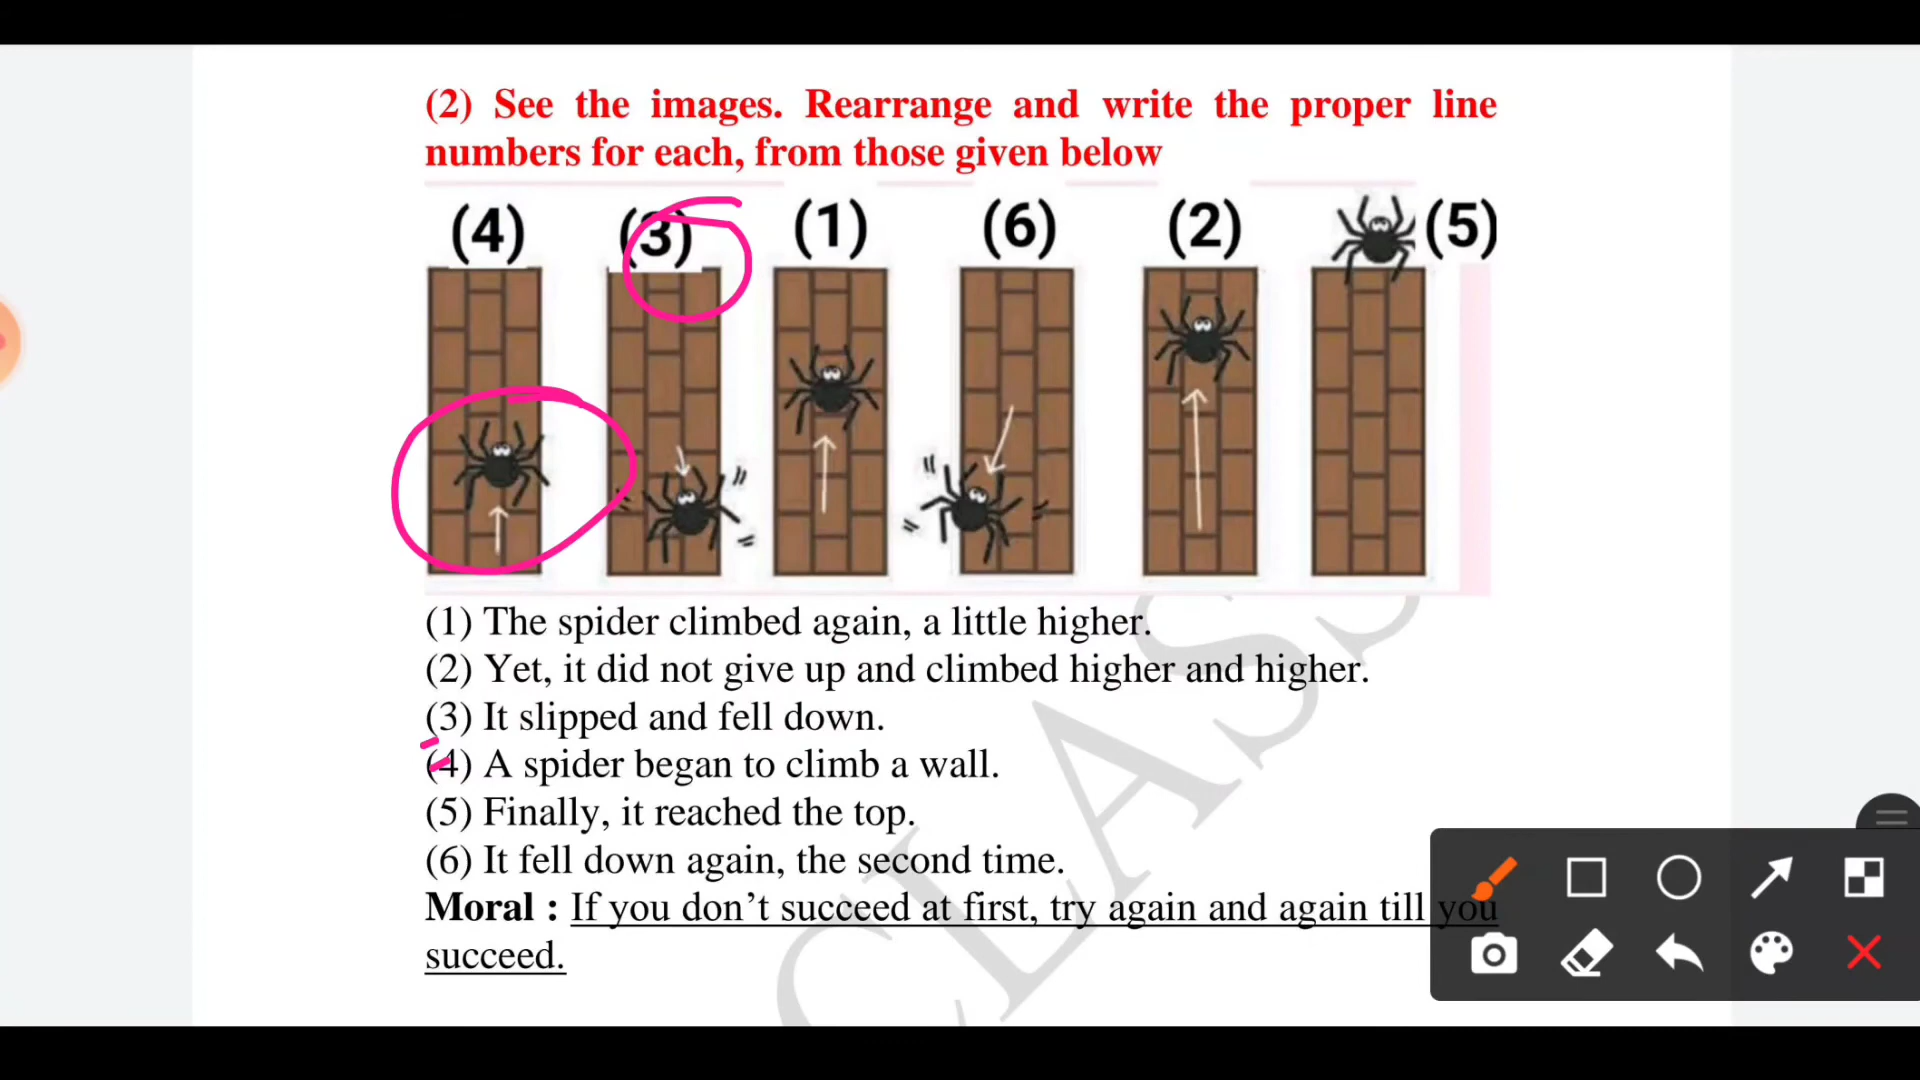 (2) See the images. Rearrange and write the proper line
numbers for each, from those given below
(4) (3) (1) (6) (2) (5)
(1) The spider climbed again, a little higher.
(2) Yet, it did not give up and climbed higher and higher.
(3) It slipped and fell down.
(4) A spider began to climb a wall.
(5) Finally, it reached the top.
(6) It fell down again, the second time.
Moral : If you don’t succeed at first, try again and again till you
succeed.
CLASS